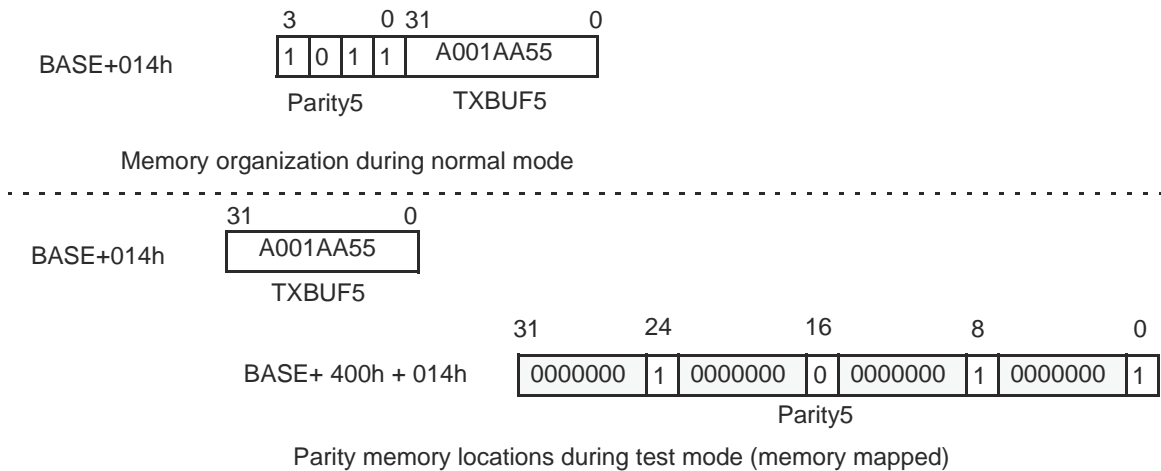 3 0 31 0
BASE+014h 1 0 1 1 A001AA55
Parity5 TXBUF5
Memory organization during normal mode
31 0
BASE+014h A001AA55
TXBUF5
31 24 16 8 0
BASE+ 400h + 014h 0000000 1 0000000 0 0000000 1 0000000 1
Parity5
Parity memory locations during test mode (memory mapped)